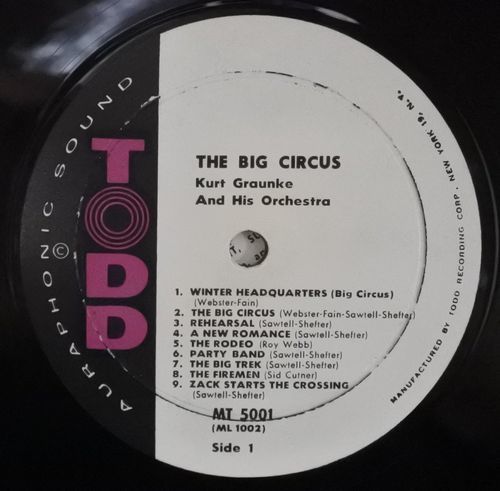 AURAPHONIC SOUND
TODD
©
THE BIG CIRCUS
Kurt Graunke
And His Orchestra
1. WINTER HEADQUARTERS (Big Circus)
(Webster-Fain)
2. THE BIG CIRCUS (Webster-Fain-Sawtell-Shefter)
3. REHEARSAL (Sawtell-Shefter)
4. A NEW ROMANCE (Sawtell-Shefter)
5. THE RODEO (Roy Webb)
6. PARTY BAND (Sawtell-Shefter)
7. THE BIG TREK (Sawtell-Shefter)
8. THE FIREMEN (Sid Cutner)
9. ZACK STARTS THE CROSSING
(Sawtell-Shefter)
MT 5001
(ML 1002)
Side 1
MANUFACTURED BY TODD RECORDING CORP. NEW YORK 19, N. Y.